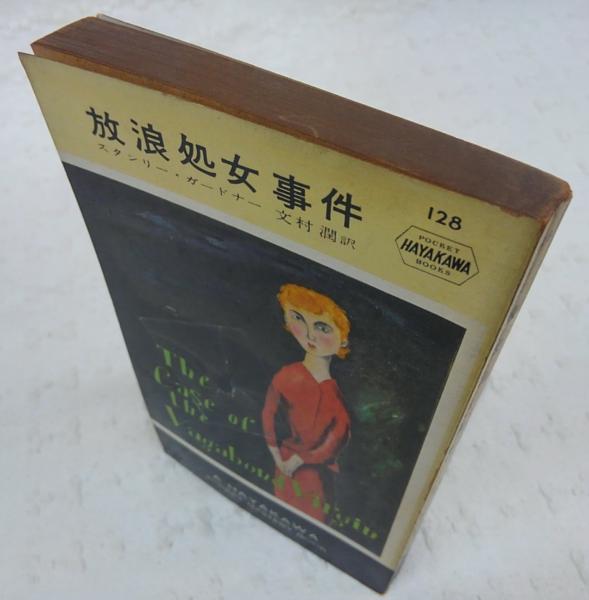 放浪処女事件
スタンリー・ガードナー 文村潤訳
128
POCKET
HAYAKAWA
BOOKS
The
Case of
the
Vagabond Virgin
A HAYAKAWA